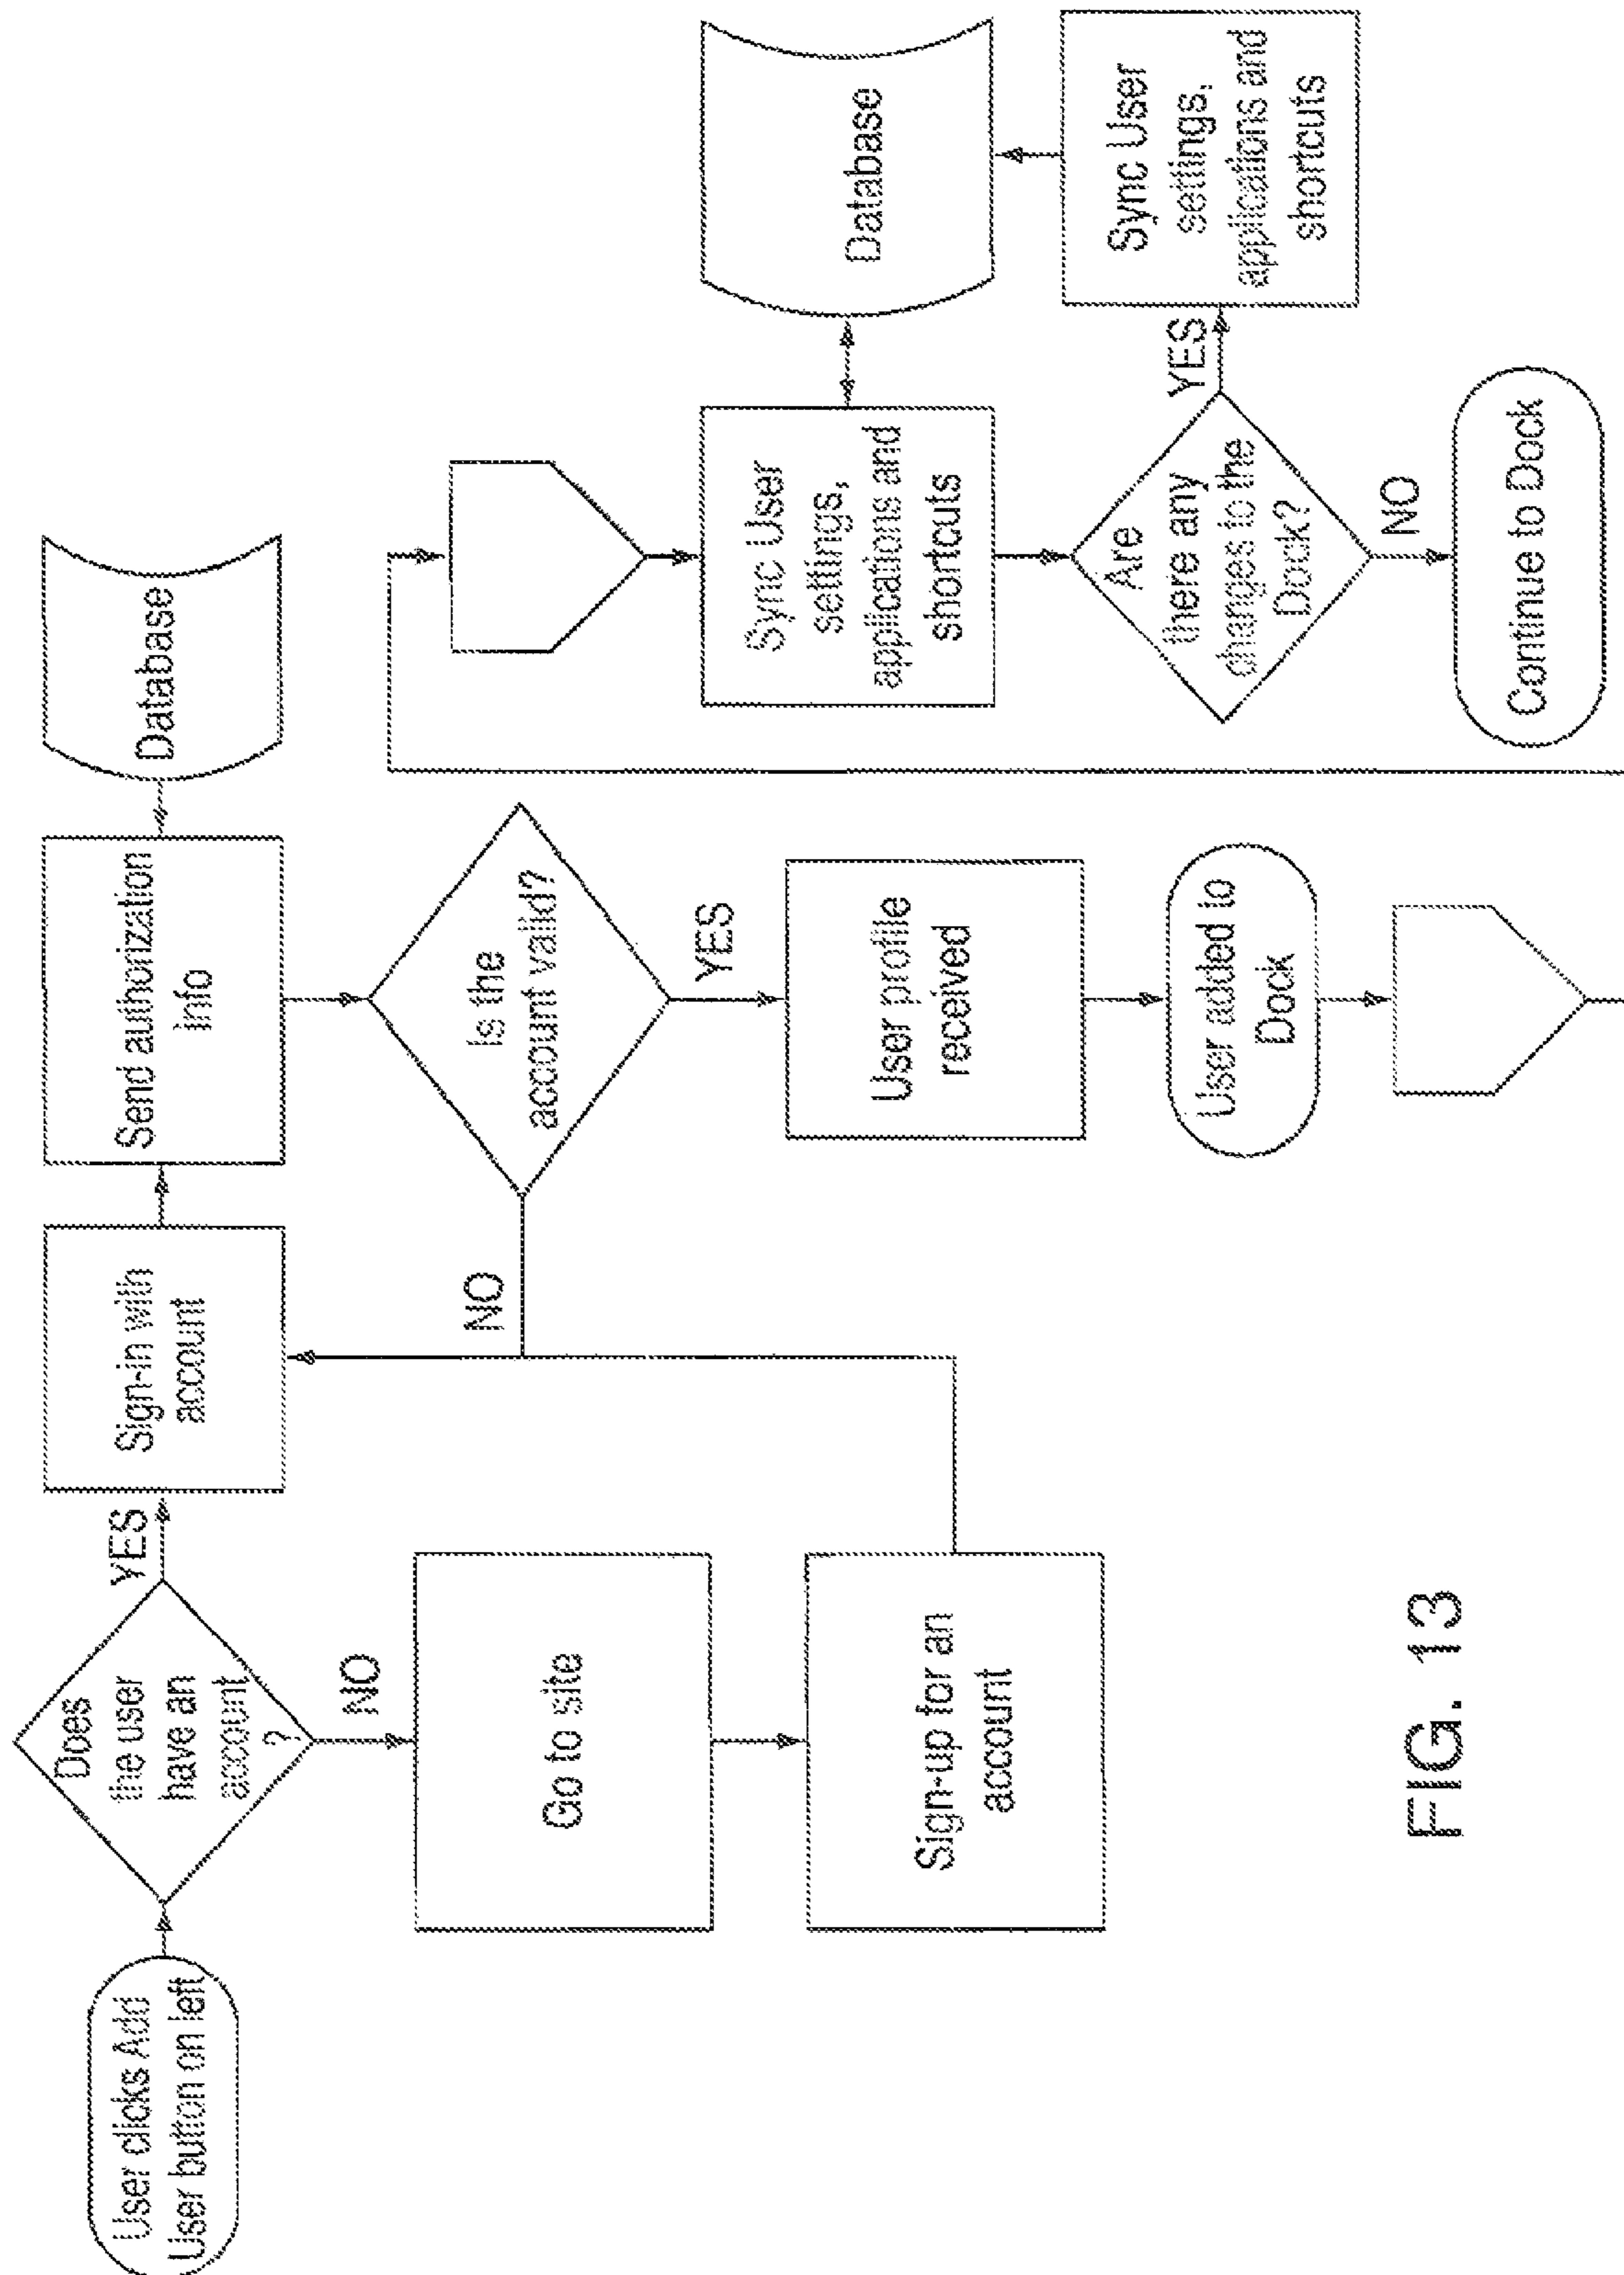 User clicks Add
User button on left
Does
the user
have an
account
?
YES
NO
Sign-in with
account
Send authorization
info
Database
Go to site
Sign-up for an
account
NO
Is the
account valid?
YES
User profile
received
User added to
Dock
Sync User
settings,
applications and
shortcuts
Database
Are
there any
changes to the
Dock?
YES
Sync User
settings,
applications and
shortcuts
NO
Continue to Dock
FIG. 13